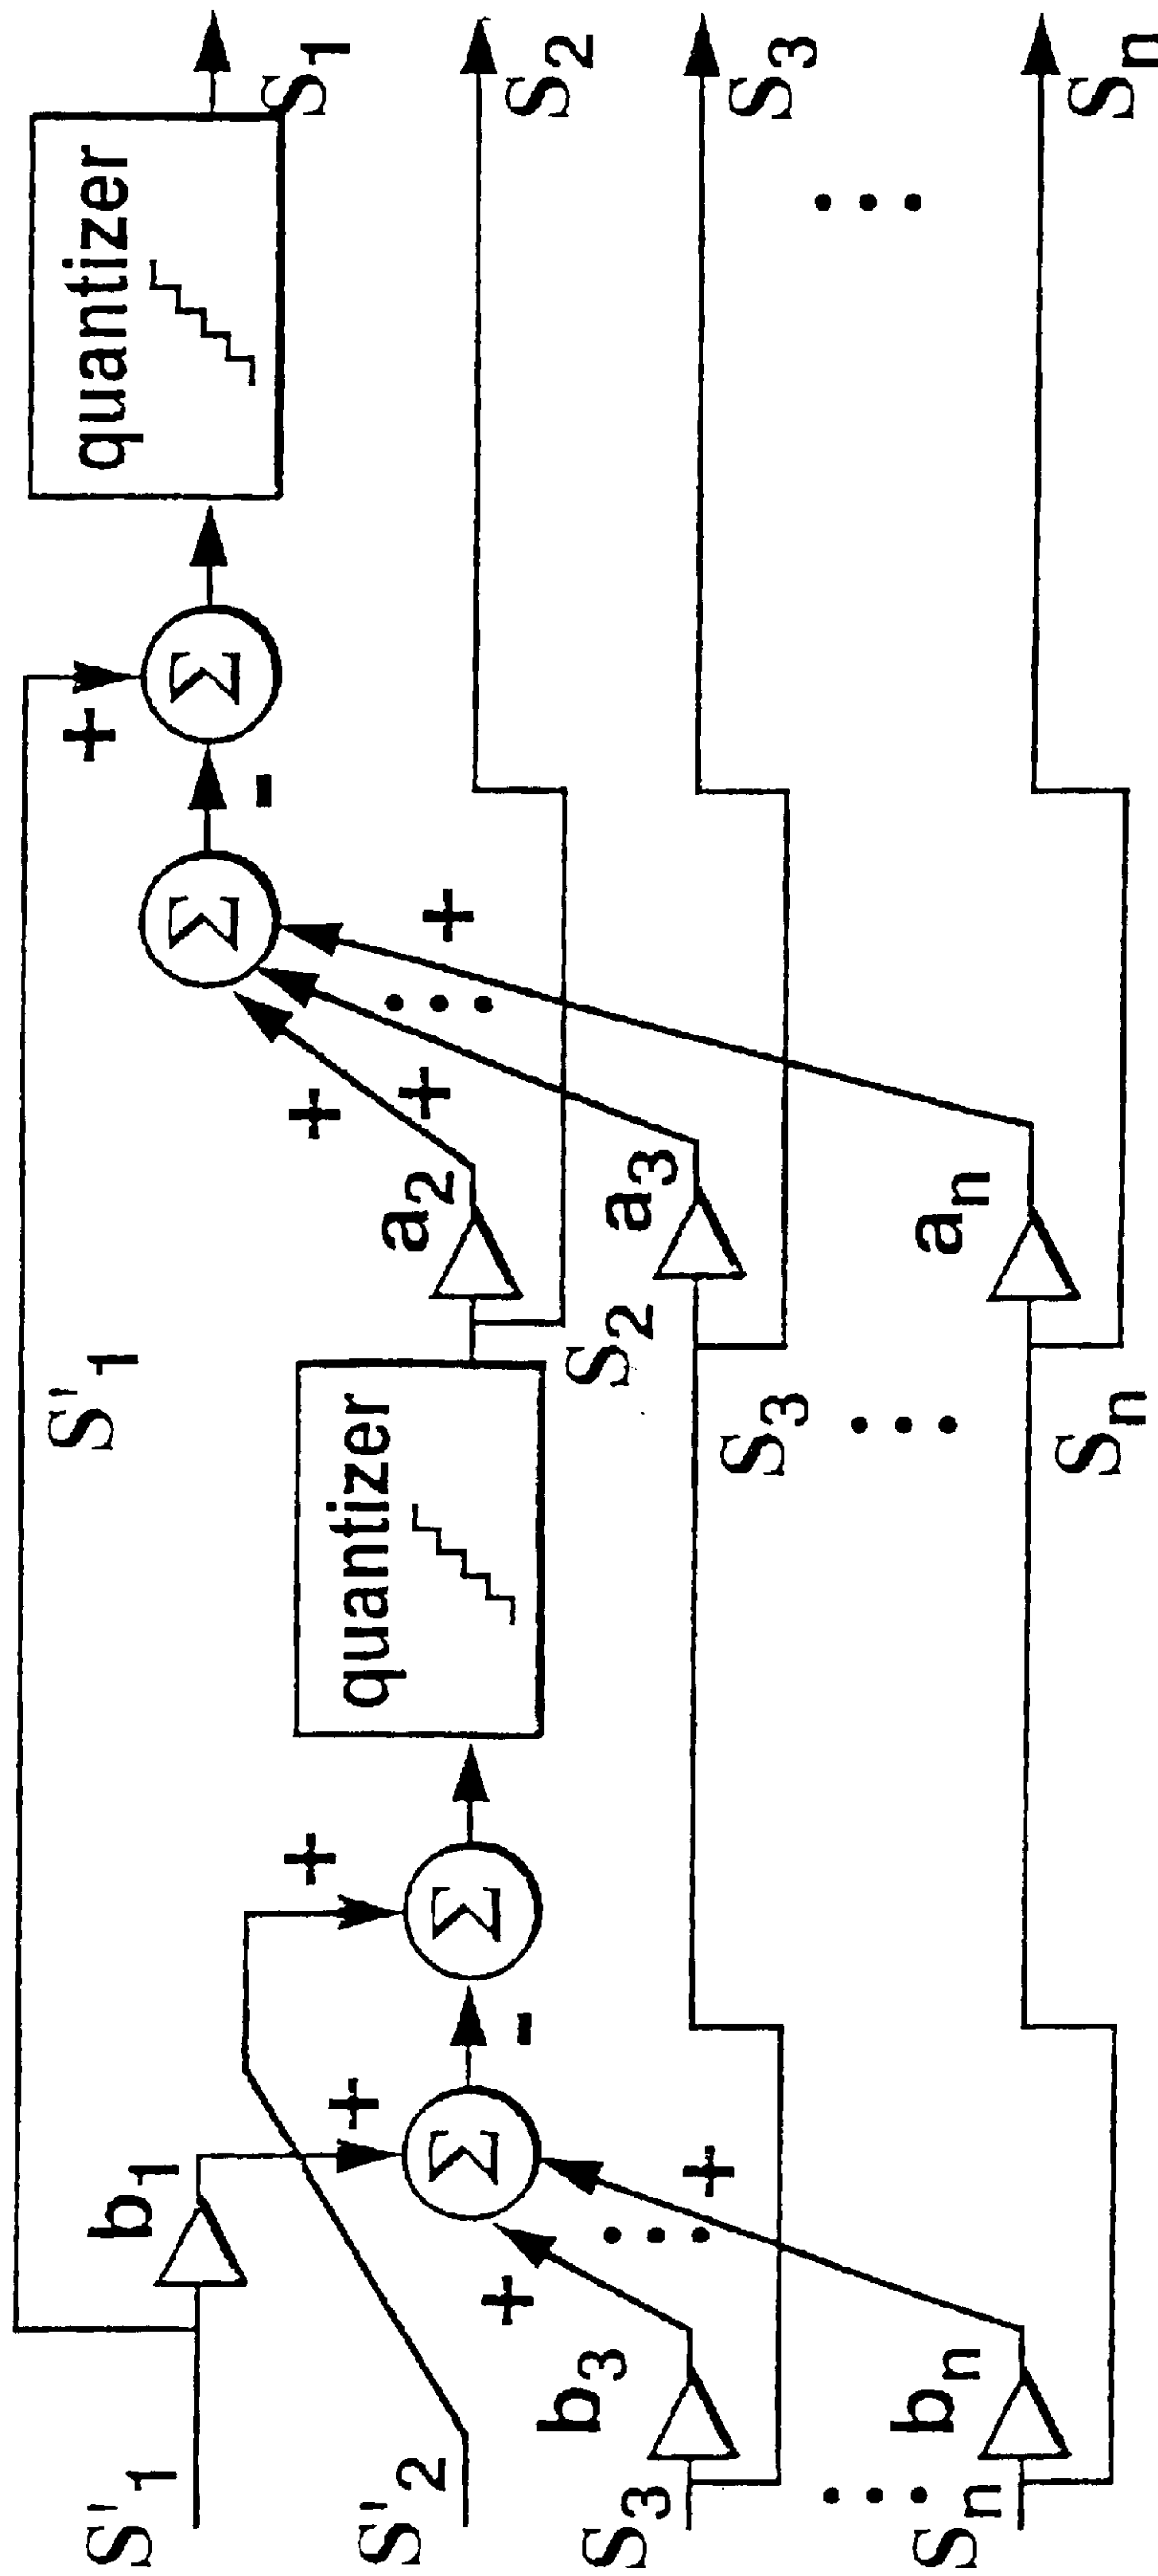 S'1
S'2
S3
Sn
b1
b3
bn
+
+
+
Σ
-
+
Σ
quantizer
S'1
S2
S3
Sn
a2
a3
an
+
+
+
Σ
-
+
Σ
quantizer
S1
S2
S3
Sn